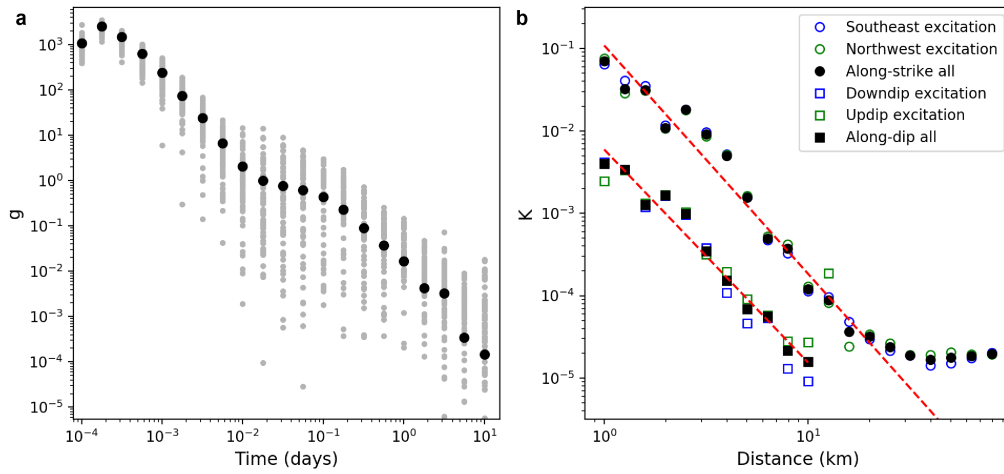 a
10^3
10^2
10^1
10^0
10^-1
10^-2
10^-3
10^-4
10^-5
g
10^-4
10^-3
10^-2
10^-1
10^0
10^1
Time (days)
b
10^-1
10^-2
10^-3
10^-4
10^-5
K
10^0
10^1
Distance (km)
Southeast excitation
Northwest excitation
Along-strike all
Downdip excitation
Updip excitation
Along-dip all